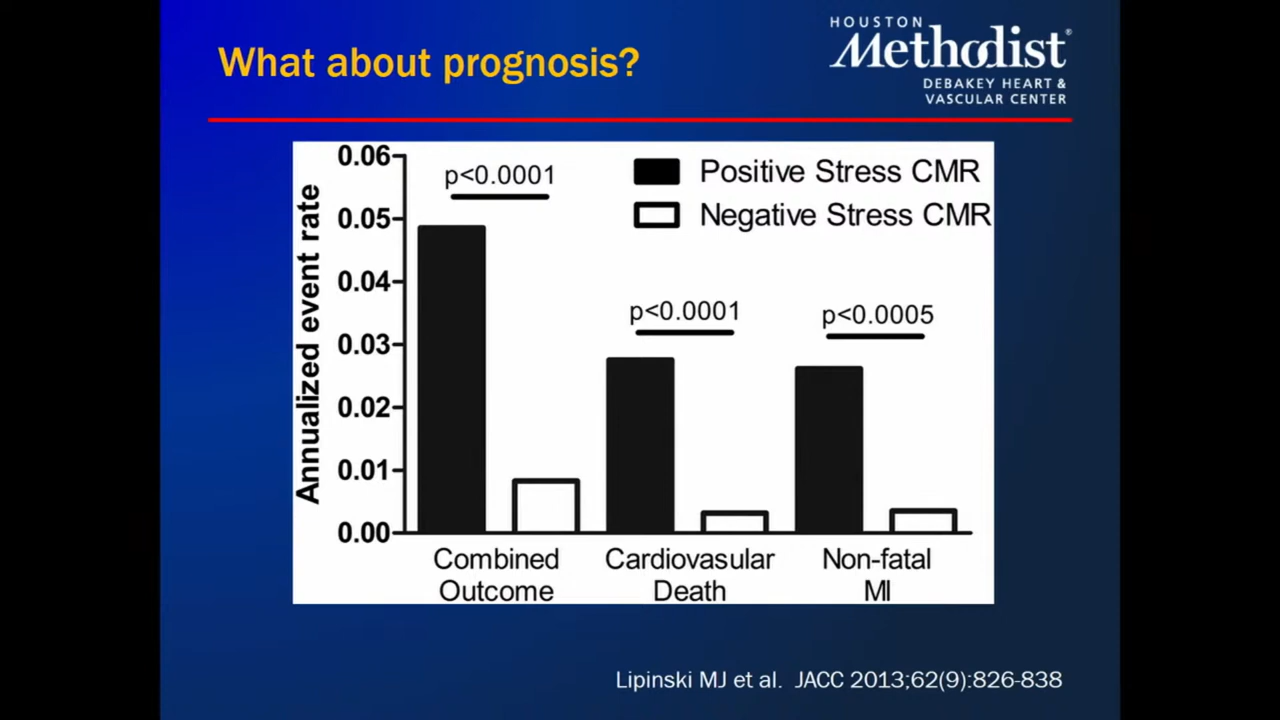 What about prognosis?
HOUSTON
Methodist®
DEBAKEY HEART &
VASCULAR CENTER
Annualized event rate
0.06
0.05
0.04
0.03
0.02
0.01
0.00
Positive Stress CMR
Negative Stress CMR
p<0.0001
p<0.0001
p<0.0005
Combined
Outcome
Cardiovasular
Death
Non-fatal
MI
Lipinski MJ et al. JACC 2013;62(9):826-838